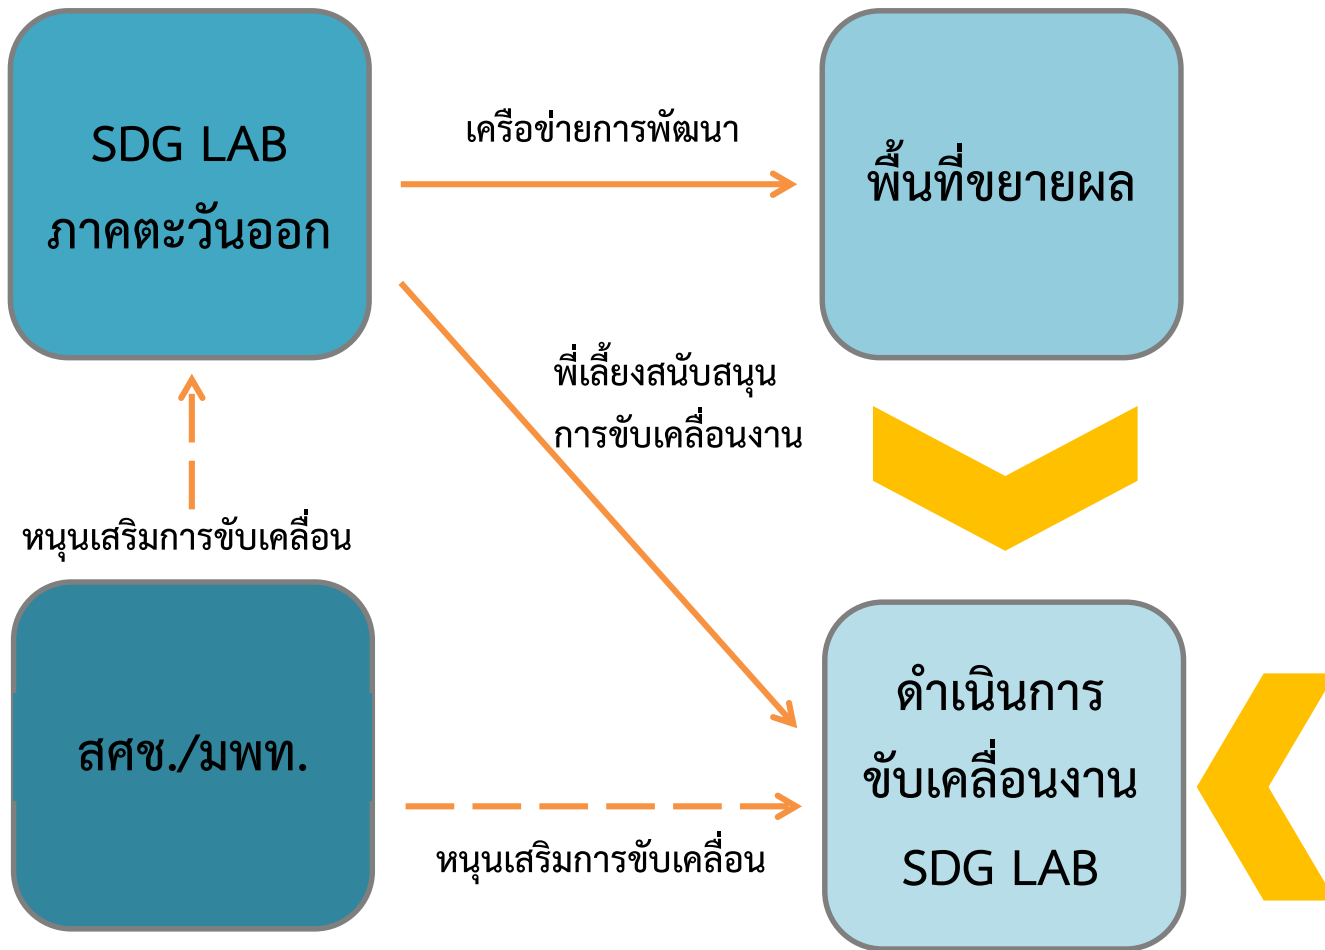 SDG LAB
ภาคตะวันออก
เครือข่ายการพัฒนา
พื้นที่ขยายผล
พี่เลี้ยงสนับสนุน
การขับเคลื่อนงาน
หนุนเสริมการขับเคลื่อน
สศช./มพท.
หนุนเสริมการขับเคลื่อน
ดำเนินการ
ขับเคลื่อนงาน
SDG LAB